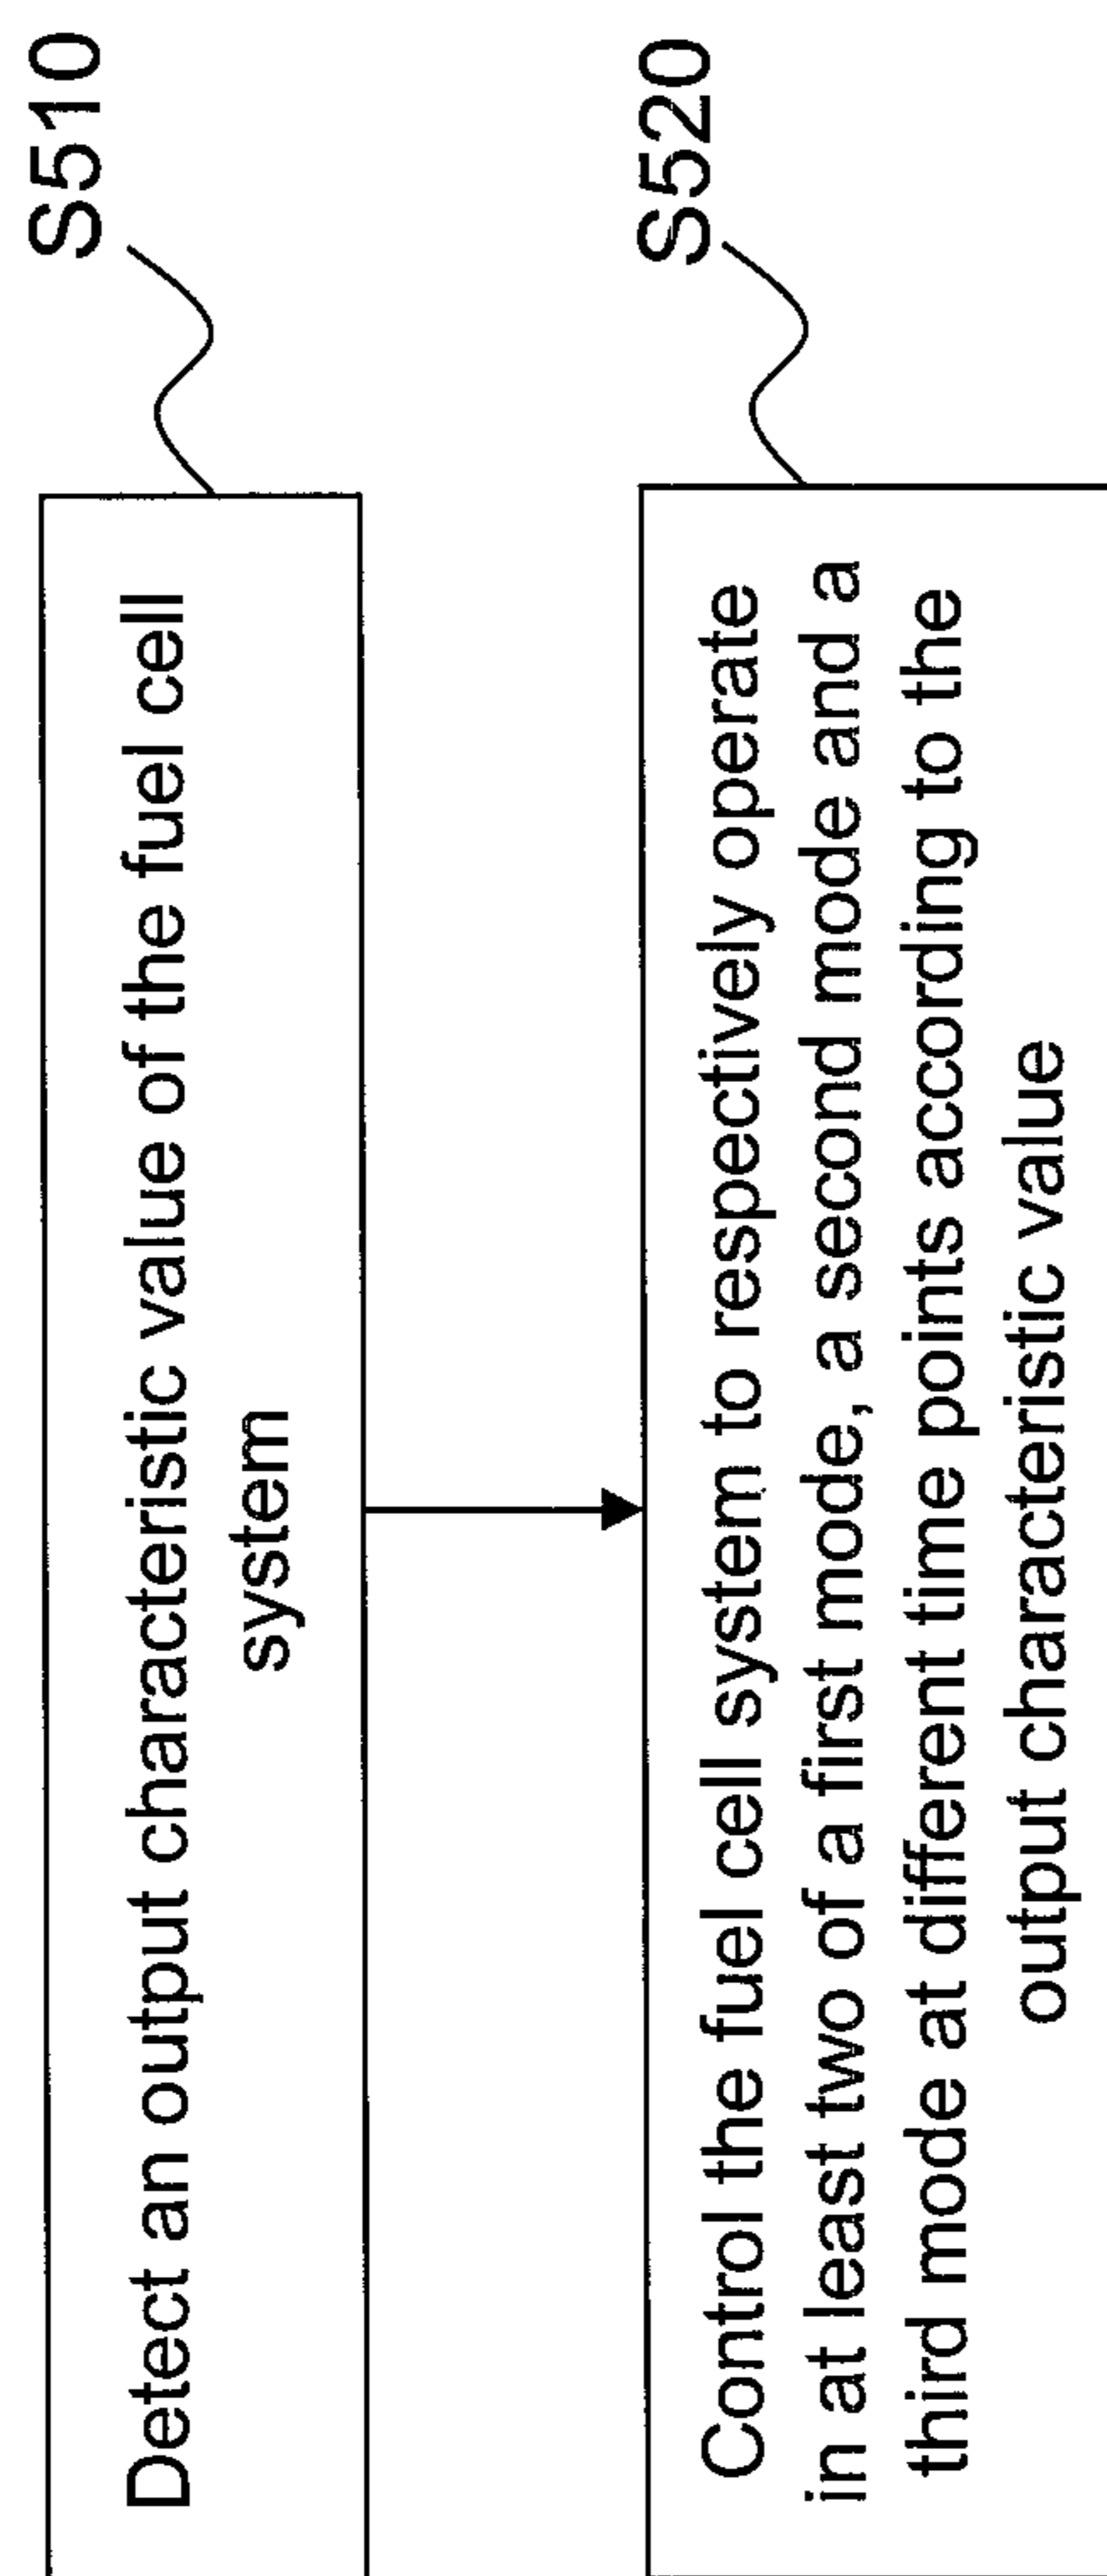 S510
Detect an output characteristic value of the fuel cell
system
S520
Control the fuel cell system to respectively operate
in at least two of a first mode, a second mode and a
third mode at different time points according to the
output characteristic value